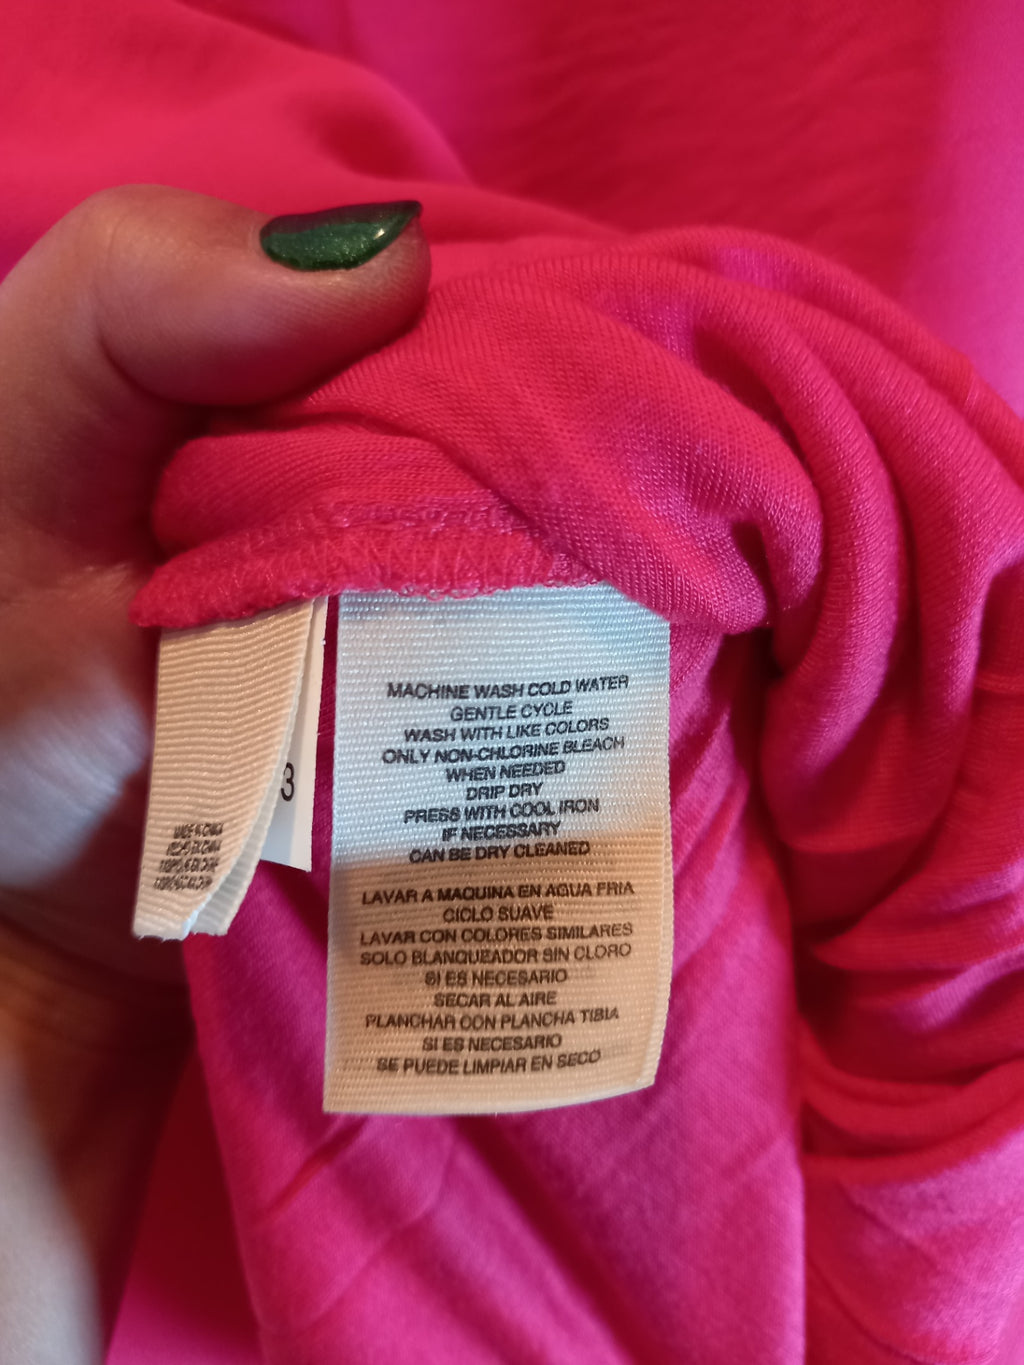 MACHINE WASH COLD WATER
GENTLE CYCLE
WASH WITH LIKE COLORS
ONLY NON-CHLORINE BLEACH
WHEN NEEDED
DRIP DRY
PRESS WITH COOL IRON
IF NECESSARY
CAN BE DRY CLEANED
LAVAR A MAQUINA EN AGUA FRIA
CICLO SUAVE
LAVAR CON COLORES SIMILARES
SOLO BLANQUEADOR SIN CLORO
SI ES NECESARIO
SECAR AL AIRE
PLANCHAR CON PLANCHA TIBIA
SI ES NECESARIO
SE PUEDE LIMPIAR EN SECO
3